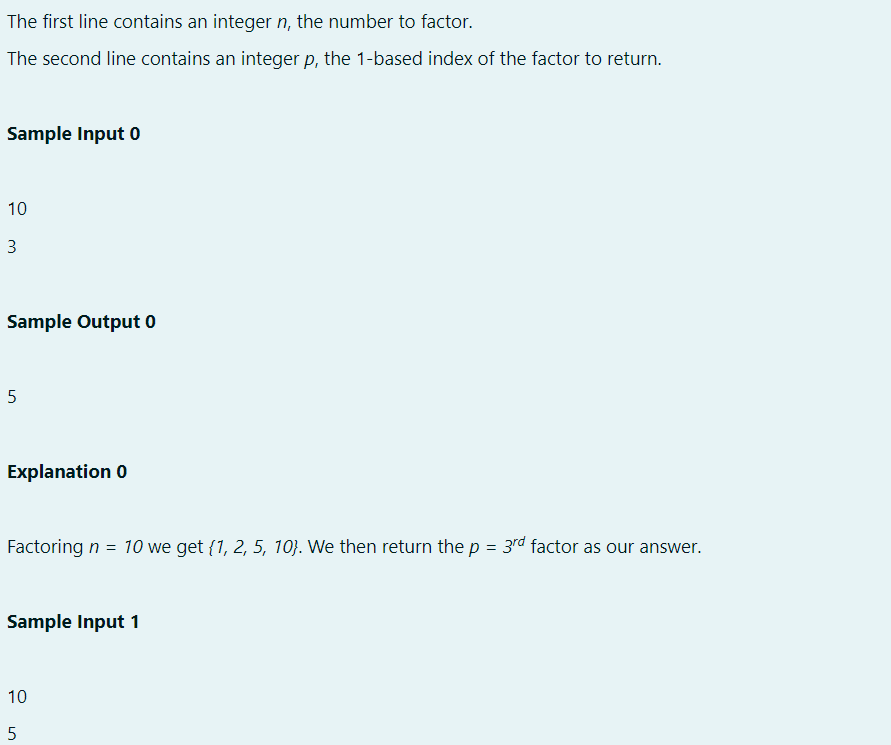 The first line contains an integer n, the number to factor.
The second line contains an integer p, the 1-based index of the factor to return.
Sample Input 0
10
3
Sample Output 0
5
Explanation 0
Factoring n = 10 we get {1, 2, 5, 10}. We then return the p = 3rd factor as our answer.
Sample Input 1
10
5